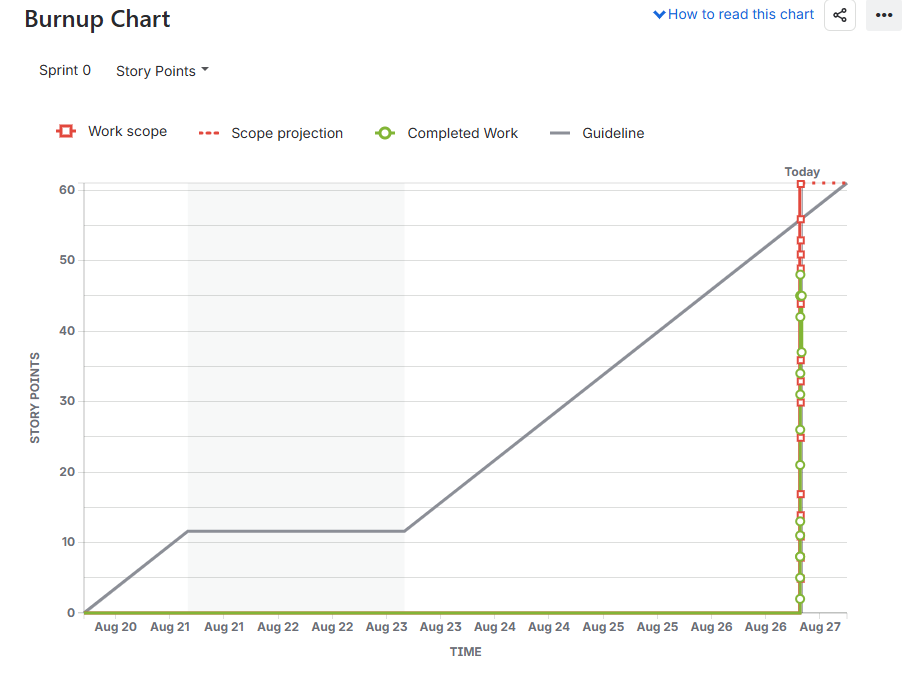 Burnup Chart
How to read this chart
Sprint 0
Story Points
Work scope
Scope projection
Completed Work
Guideline
Today
60
50
40
30
20
10
0
STORY POINTS
Aug 20 Aug 21 Aug 21 Aug 22 Aug 22 Aug 23 Aug 23 Aug 24 Aug 24 Aug 25 Aug 25 Aug 26 Aug 26 Aug 27
TIME